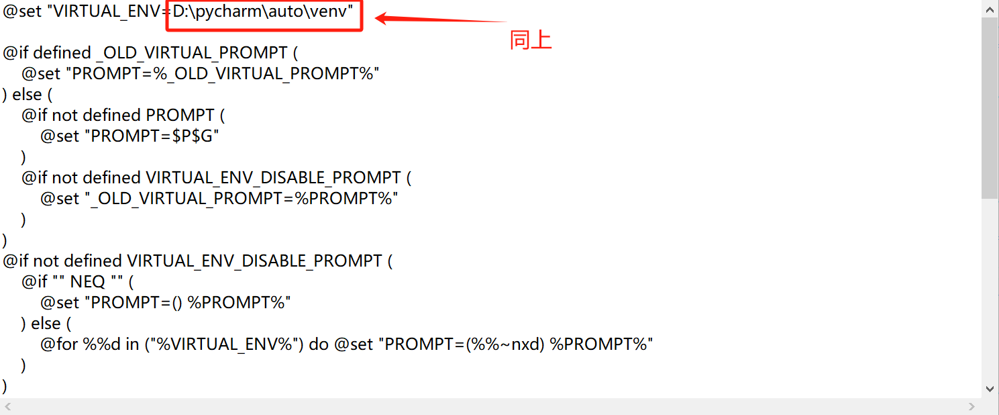 @set "VIRTUAL_ENV=D:\pycharm\auto\venv"
同上
@if defined _OLD_VIRTUAL_PROMPT (
    @set "PROMPT=%_OLD_VIRTUAL_PROMPT%"
) else (
    @if not defined PROMPT (
        @set "PROMPT=$P$G"
    )
    @if not defined VIRTUAL_ENV_DISABLE_PROMPT (
        @set "_OLD_VIRTUAL_PROMPT=%PROMPT%"
    )
)
@if not defined VIRTUAL_ENV_DISABLE_PROMPT (
    @if "" NEQ "" (
        @set "PROMPT=() %PROMPT%"
    ) else (
        @for %%d in ("%VIRTUAL_ENV%") do @set "PROMPT=(%%~nxd) %PROMPT%"
    )
)